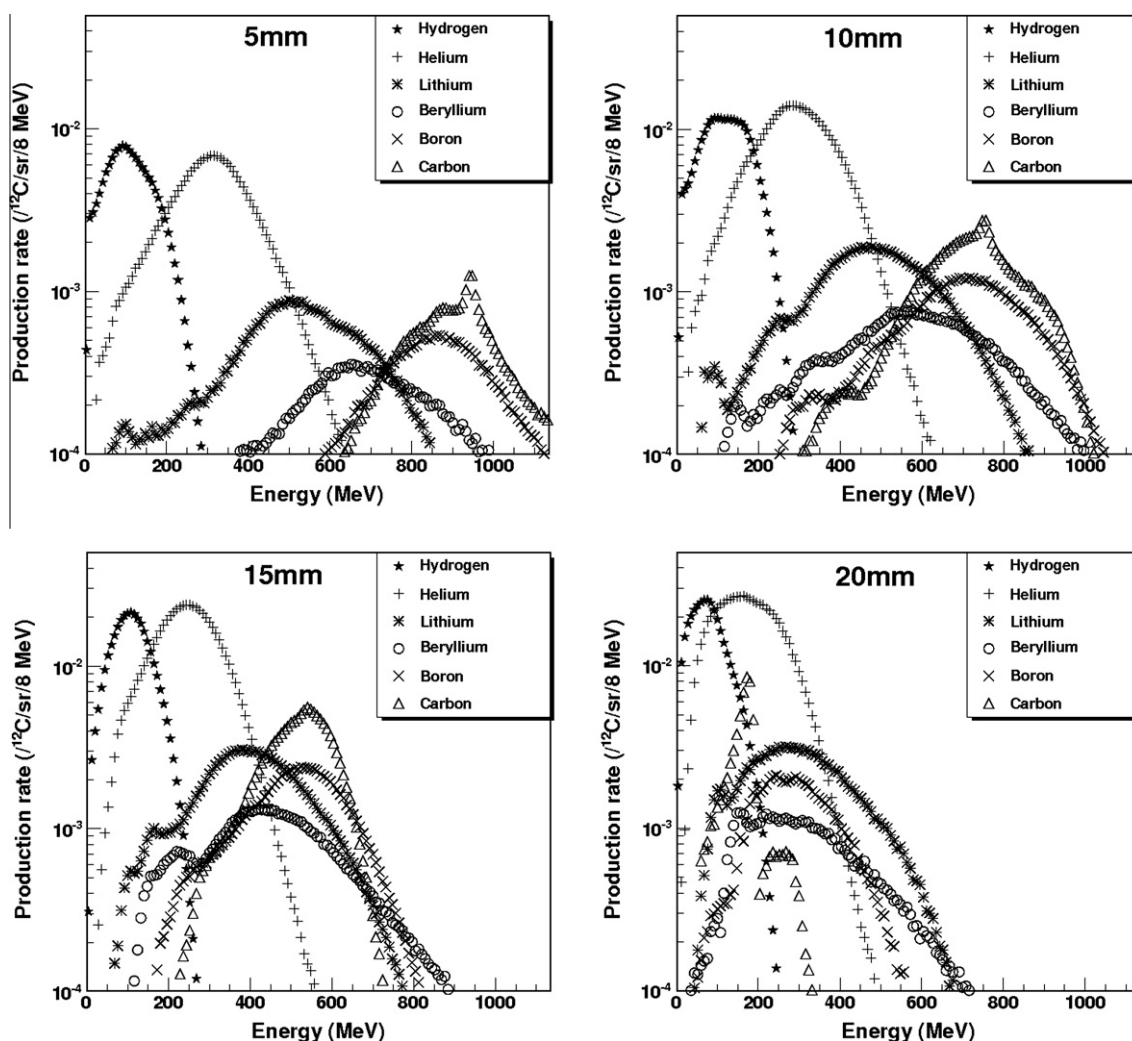 5mm
Hydrogen
Helium
Lithium
Beryllium
Boron
Carbon
Production rate (/¹²C/sr/8 MeV)
10⁻²
10⁻³
10⁻⁴
0 200 400 600 800 1000
Energy (MeV)
10mm
Hydrogen
Helium
Lithium
Beryllium
Boron
Carbon
Production rate (/¹²C/sr/8 MeV)
10⁻²
10⁻³
10⁻⁴
0 200 400 600 800 1000
Energy (MeV)
15mm
Hydrogen
Helium
Lithium
Beryllium
Boron
Carbon
Production rate (/¹²C/sr/8 MeV)
10⁻²
10⁻³
10⁻⁴
0 200 400 600 800 1000
Energy (MeV)
20mm
Hydrogen
Helium
Lithium
Beryllium
Boron
Carbon
Production rate (/¹²C/sr/8 MeV)
10⁻²
10⁻³
10⁻⁴
0 200 400 600 800 1000
Energy (MeV)